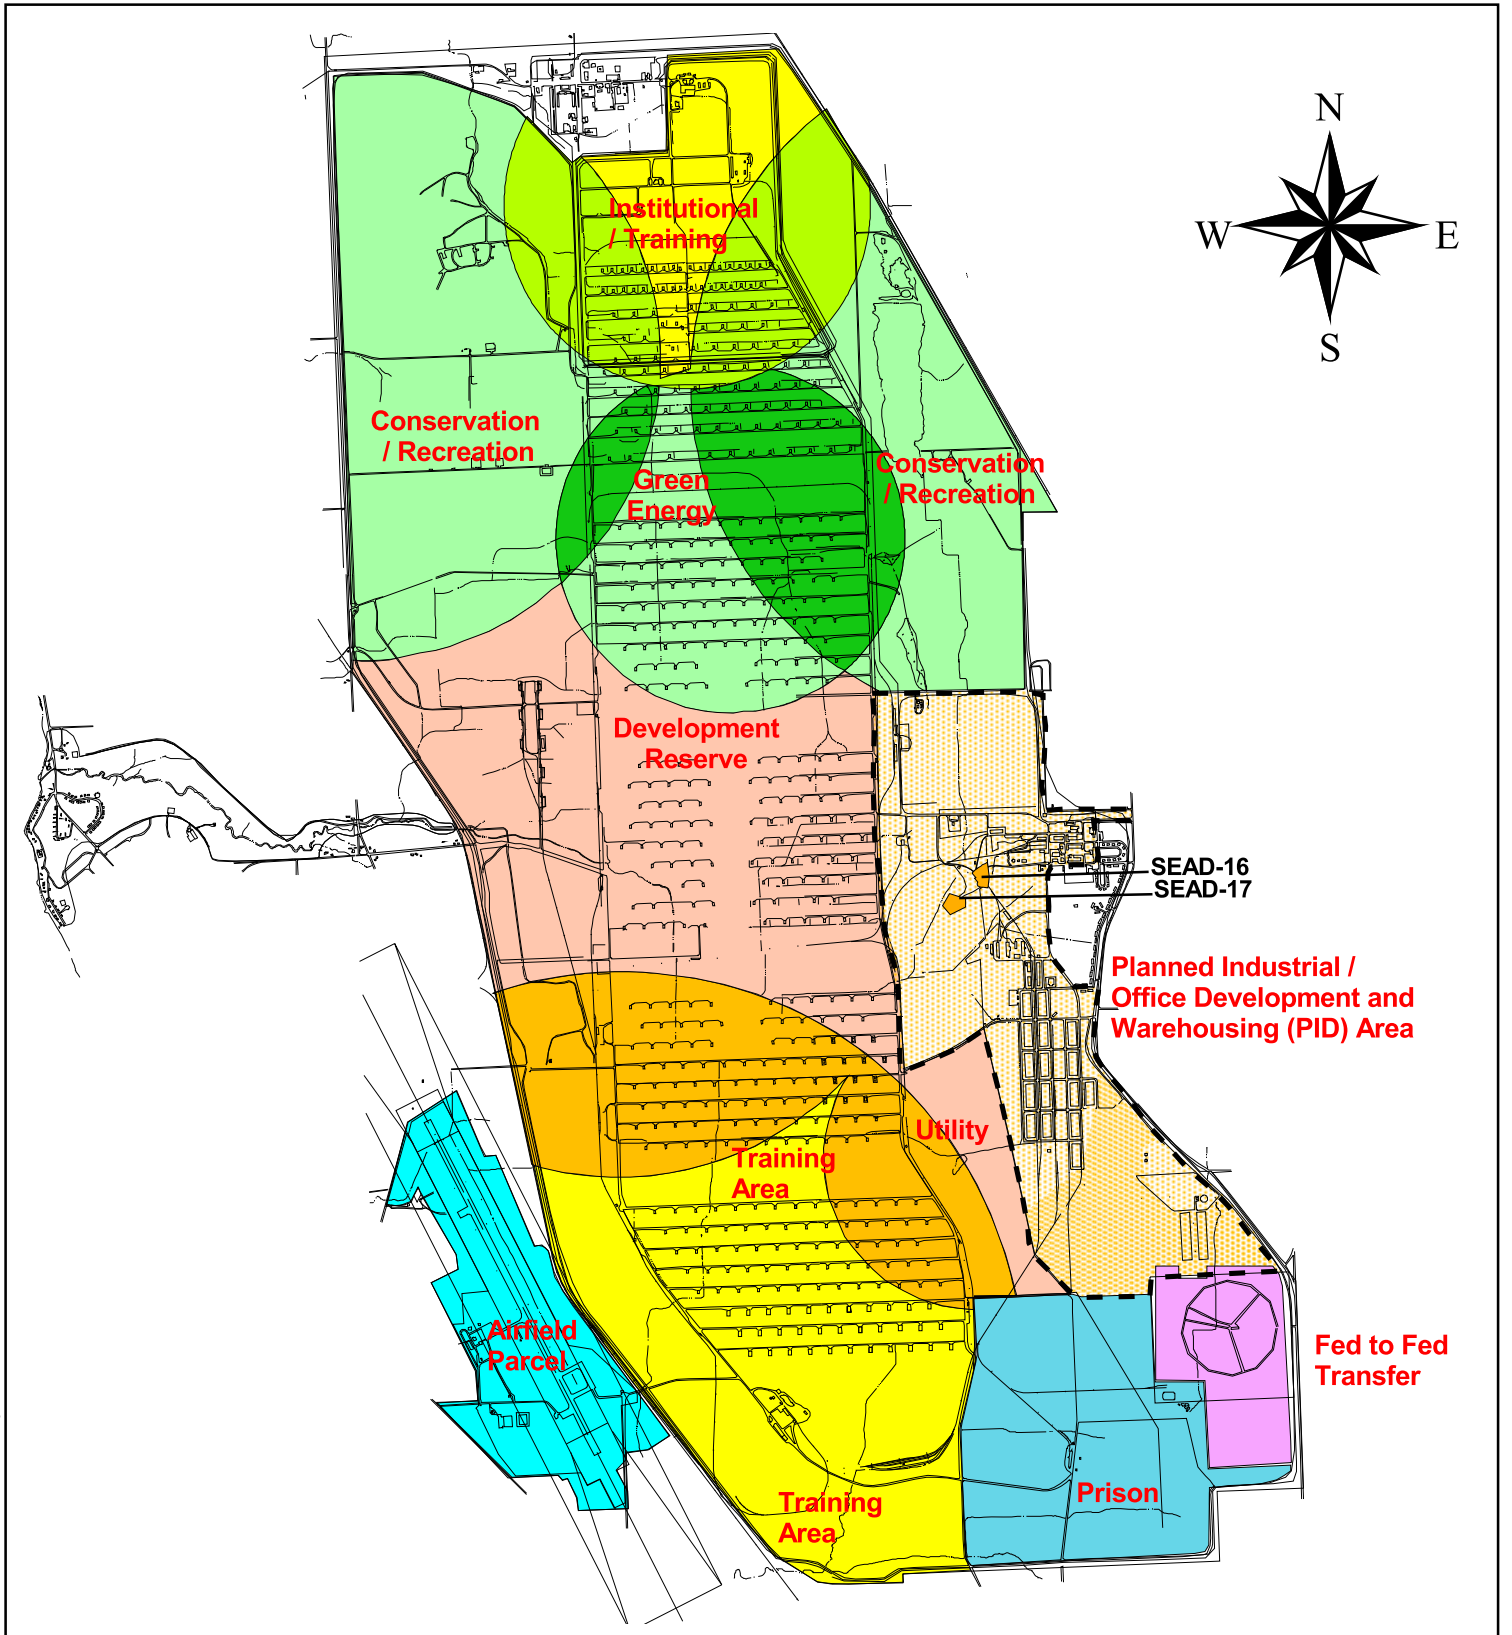 N
W
E
S
Institutional
/ Training
Conservation
/ Recreation
Green
Energy
Conservation
/ Recreation
Development
Reserve
SEAD-16
SEAD-17
Planned Industrial /
Office Development and
Warehousing (PID) Area
Utility
Training
Area
Airfield
Parcel
Fed to Fed
Transfer
Prison
Training
Area